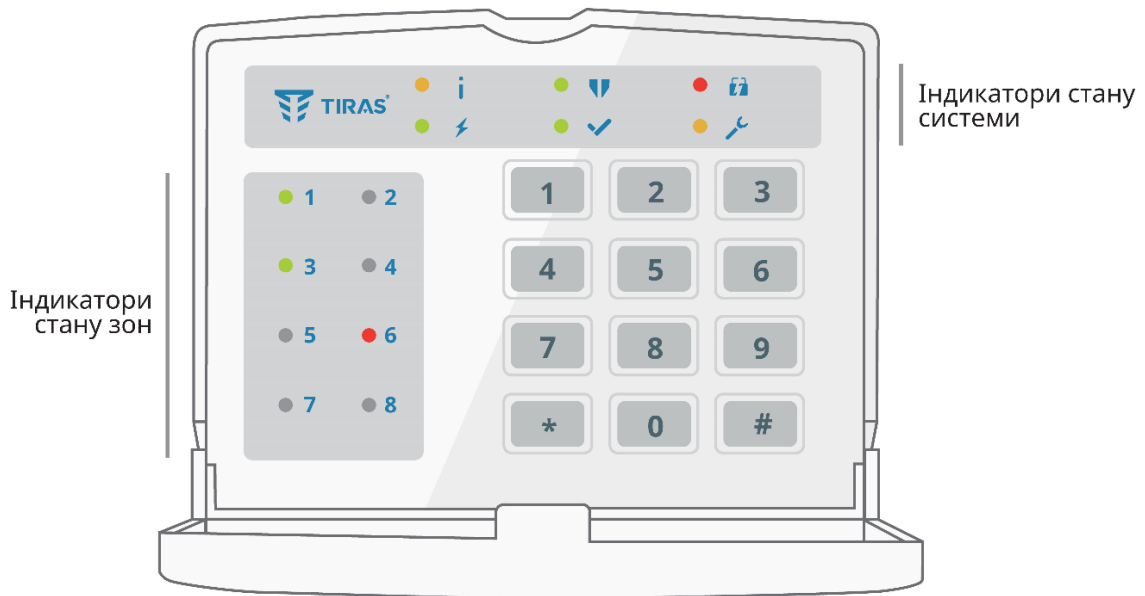 TIRAS®
i
Індикатори стану
системи
1 2
3 4
5 6
7 8
Індикатори
стану зон
1 2 3
4 5 6
7 8 9
* 0 #